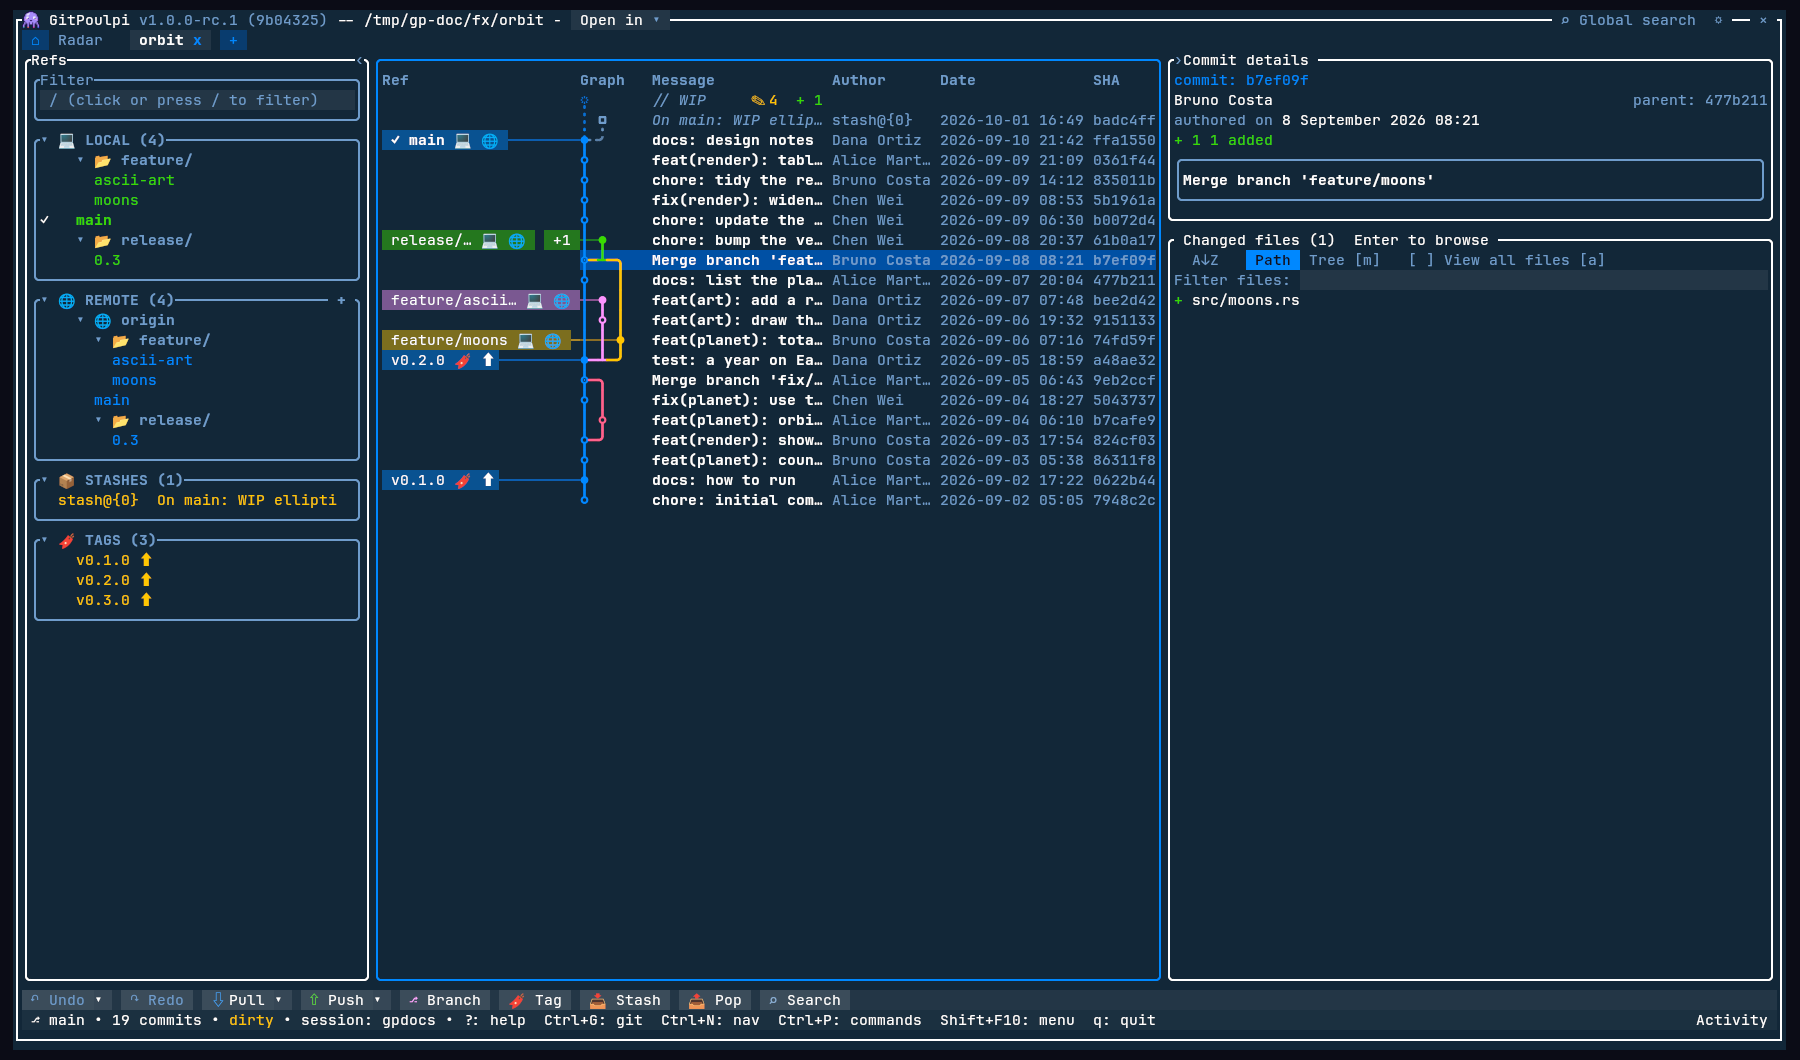 GitPoulpi v1.0.0-rc.1 (9b04325) -- /tmp/gp-doc/fx/orbit - Open in ▾ ⌕ Global search ⚙ ×
⌂ Radar orbit x +
Refs ‹
Filter
/ (click or press / to filter)
▾ 💻 LOCAL (4)
▾ 📂 feature/
ascii-art
moons
✓ main
▾ 📂 release/
0.3
▾ 🌐 REMOTE (4) +
▾ 🌐 origin
▾ 📂 feature/
ascii-art
moons
main
▾ 📂 release/
0.3
▾ 📦 STASHES (1)
stash@{0} On main: WIP ellipti
▾ 🔖 TAGS (3)
v0.1.0 ⬆
v0.2.0 ⬆
v0.3.0 ⬆
Ref Graph Message Author Date SHA
// WIP ✎ 4 + 1
On main: WIP ellip… stash@{0} 2026-10-01 16:49 badc4ff
✓ main 💻 🌐 docs: design notes Dana Ortiz 2026-09-10 21:42 ffa1550
feat(render): tabl… Alice Mart… 2026-09-09 21:09 0361f44
chore: tidy the re… Bruno Costa 2026-09-09 14:12 835011b
fix(render): widen… Chen Wei 2026-09-09 08:53 5b1961a
chore: update the … Chen Wei 2026-09-09 06:30 b0072d4
release/… 💻 🌐 +1 chore: bump the ve… Chen Wei 2026-09-08 20:37 61b0a17
Merge branch 'feat… Bruno Costa 2026-09-08 08:21 b7ef09f
docs: list the pla… Alice Mart… 2026-09-07 20:04 477b211
feature/ascii… 💻 🌐 feat(art): add a r… Dana Ortiz 2026-09-07 07:48 bee2d42
feat(art): draw th… Dana Ortiz 2026-09-06 19:32 9151133
feature/moons 💻 🌐 feat(planet): tota… Bruno Costa 2026-09-06 07:16 74fd59f
v0.2.0 🔖 ⬆ test: a year on Ea… Dana Ortiz 2026-09-05 18:59 a48ae32
Merge branch 'fix/… Alice Mart… 2026-09-05 06:43 9eb2ccf
fix(planet): use t… Chen Wei 2026-09-04 18:27 5043737
feat(planet): orbi… Alice Mart… 2026-09-04 06:10 b7cafe9
feat(render): show… Bruno Costa 2026-09-03 17:54 824cf03
feat(planet): coun… Bruno Costa 2026-09-03 05:38 86311f8
v0.1.0 🔖 ⬆ docs: how to run Alice Mart… 2026-09-02 17:22 0622b44
chore: initial com… Alice Mart… 2026-09-02 05:05 7948c2c
›Commit details
commit: b7ef09f
Bruno Costa parent: 477b211
authored on 8 September 2026 08:21
+ 1 1 added
Merge branch 'feature/moons'
Changed files (1) Enter to browse
A↓Z Path Tree [m] [ ] View all files [a]
Filter files:
+ src/moons.rs
↶ Undo ▾ ↷ Redo ⇩ Pull ▾ ⇧ Push ▾ ⎇ Branch 🔖 Tag 📥 Stash 📤 Pop ⌕ Search
⎇ main • 19 commits • dirty • session: gpdocs • ?: help Ctrl+G: git Ctrl+N: nav Ctrl+P: commands Shift+F10: menu q: quit Activity